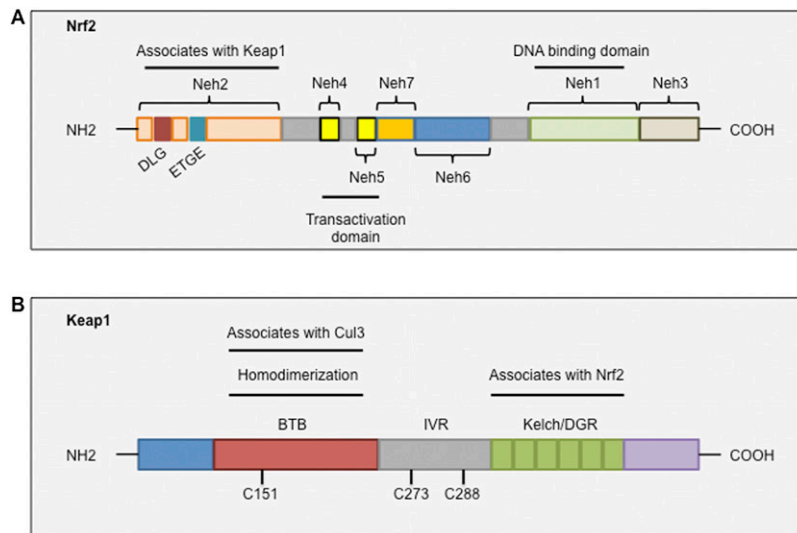 A
Nrf2
Associates with Keap1
DNA binding domain
Neh2
Neh4
Neh7
Neh1
Neh3
NH2
COOH
DLG
ETGE
Neh5
Neh6
Transactivation
domain
B
Keap1
Associates with Cul3
Homodimerization
Associates with Nrf2
BTB
IVR
Kelch/DGR
NH2
COOH
C151
C273
C288